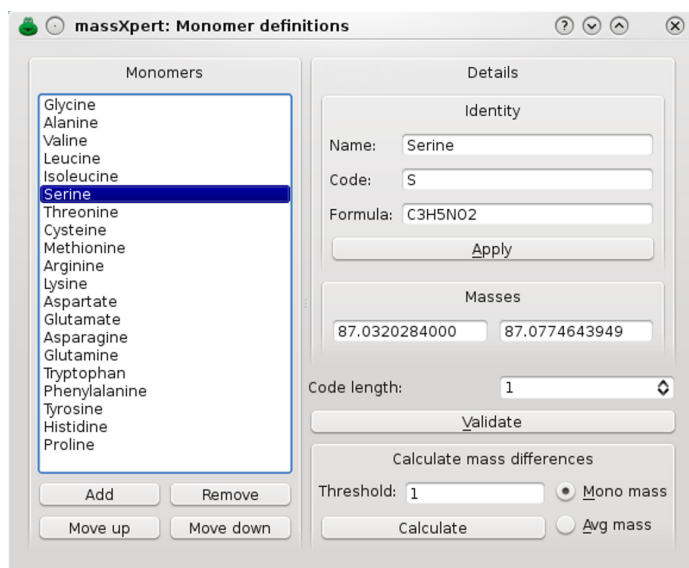 massXpert: Monomer definitions
Monomers
Glycine
Alanine
Valine
Leucine
Isoleucine
Serine
Threonine
Cysteine
Methionine
Arginine
Lysine
Aspartate
Glutamate
Asparagine
Glutamine
Tryptophan
Phenylalanine
Tyrosine
Histidine
Proline
Add Remove
Move up Move down
Details
Identity
Name: Serine
Code: S
Formula: C3H5NO2
Apply
Masses
87.0320284000 87.0774643949
Code length: 1
Validate
Calculate mass differences
Threshold: 1 Mono mass
Calculate Avg mass